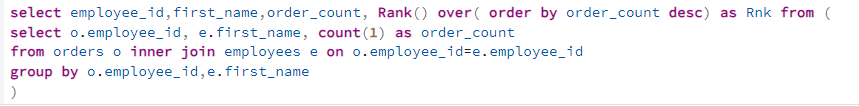 select employee_id,first_name,order_count, Rank() over( order by order_count desc) as Rnk from (
select o.employee_id, e.first_name, count(1) as order_count
from orders o inner join employees e on o.employee_id=e.employee_id
group by o.employee_id,e.first_name
)